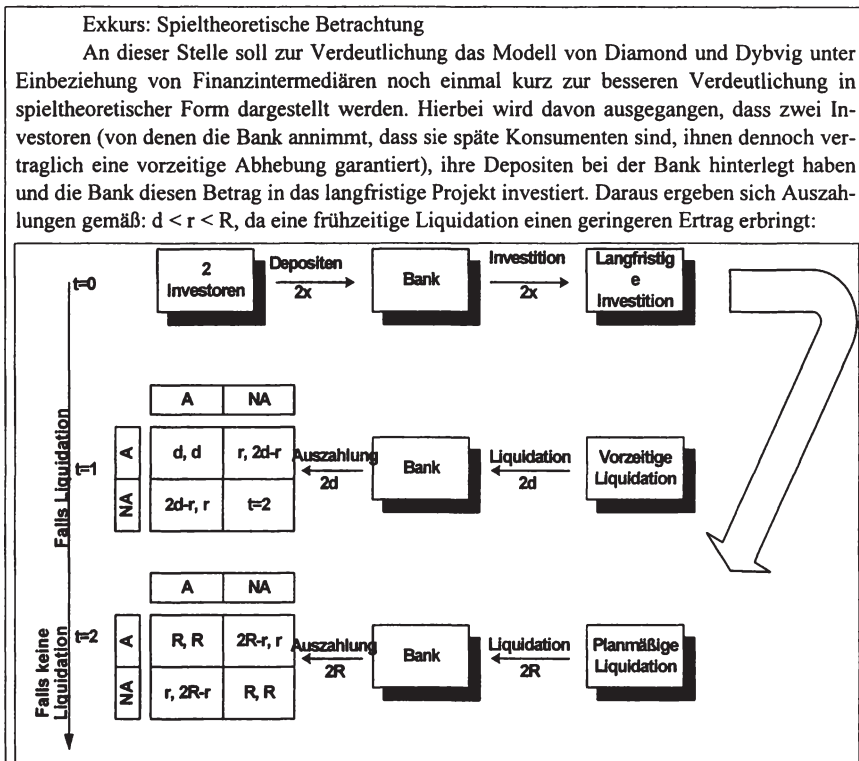 Exkurs: Spieltheoretische Betrachtung
An dieser Stelle soll zur Verdeutlichung das Modell von Diamond und Dybvig unter
Einbeziehung von Finanzintermediären noch einmal kurz zur besseren Verdeutlichung in
spieltheoretischer Form dargestellt werden. Hierbei wird davon ausgegangen, dass zwei In-
vestoren (von denen die Bank annimmt, dass sie späte Konsumenten sind, ihnen dennoch ver-
traglich eine vorzeitige Abhebung garantiert), ihre Depositen bei der Bank hinterlegt haben
und die Bank diesen Betrag in das langfristige Projekt investiert. Daraus ergeben sich Auszah-
lungen gemäß: d < r < R, da eine frühzeitige Liquidation einen geringeren Ertrag erbringt:
t=0
2
Investoren
Depositen
2x
Bank
Investition
2x
Langfristig
e
Investition
Falls Liquidation
t=1
A NA
A
d, d r, 2d-r
NA
2d-r, r t=2
Auszahlung
2d
Bank
Liquidation
2d
Vorzeitige
Liquidation
Falls keine
Liquidation
t=2
A NA
A
R, R 2R-r, r
NA
r, 2R-r R, R
Auszahlung
2R
Bank
Liquidation
2R
Planmäßige
Liquidation